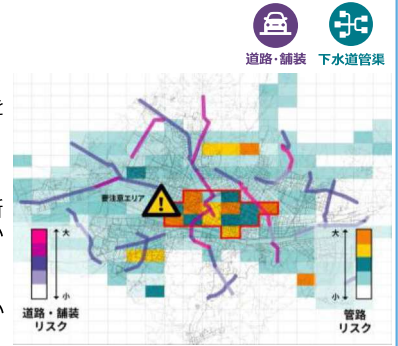 道路・舗装 下水道管渠
要注意エリア
大
小
道路・舗装
リスク
大
小
管路
リスク